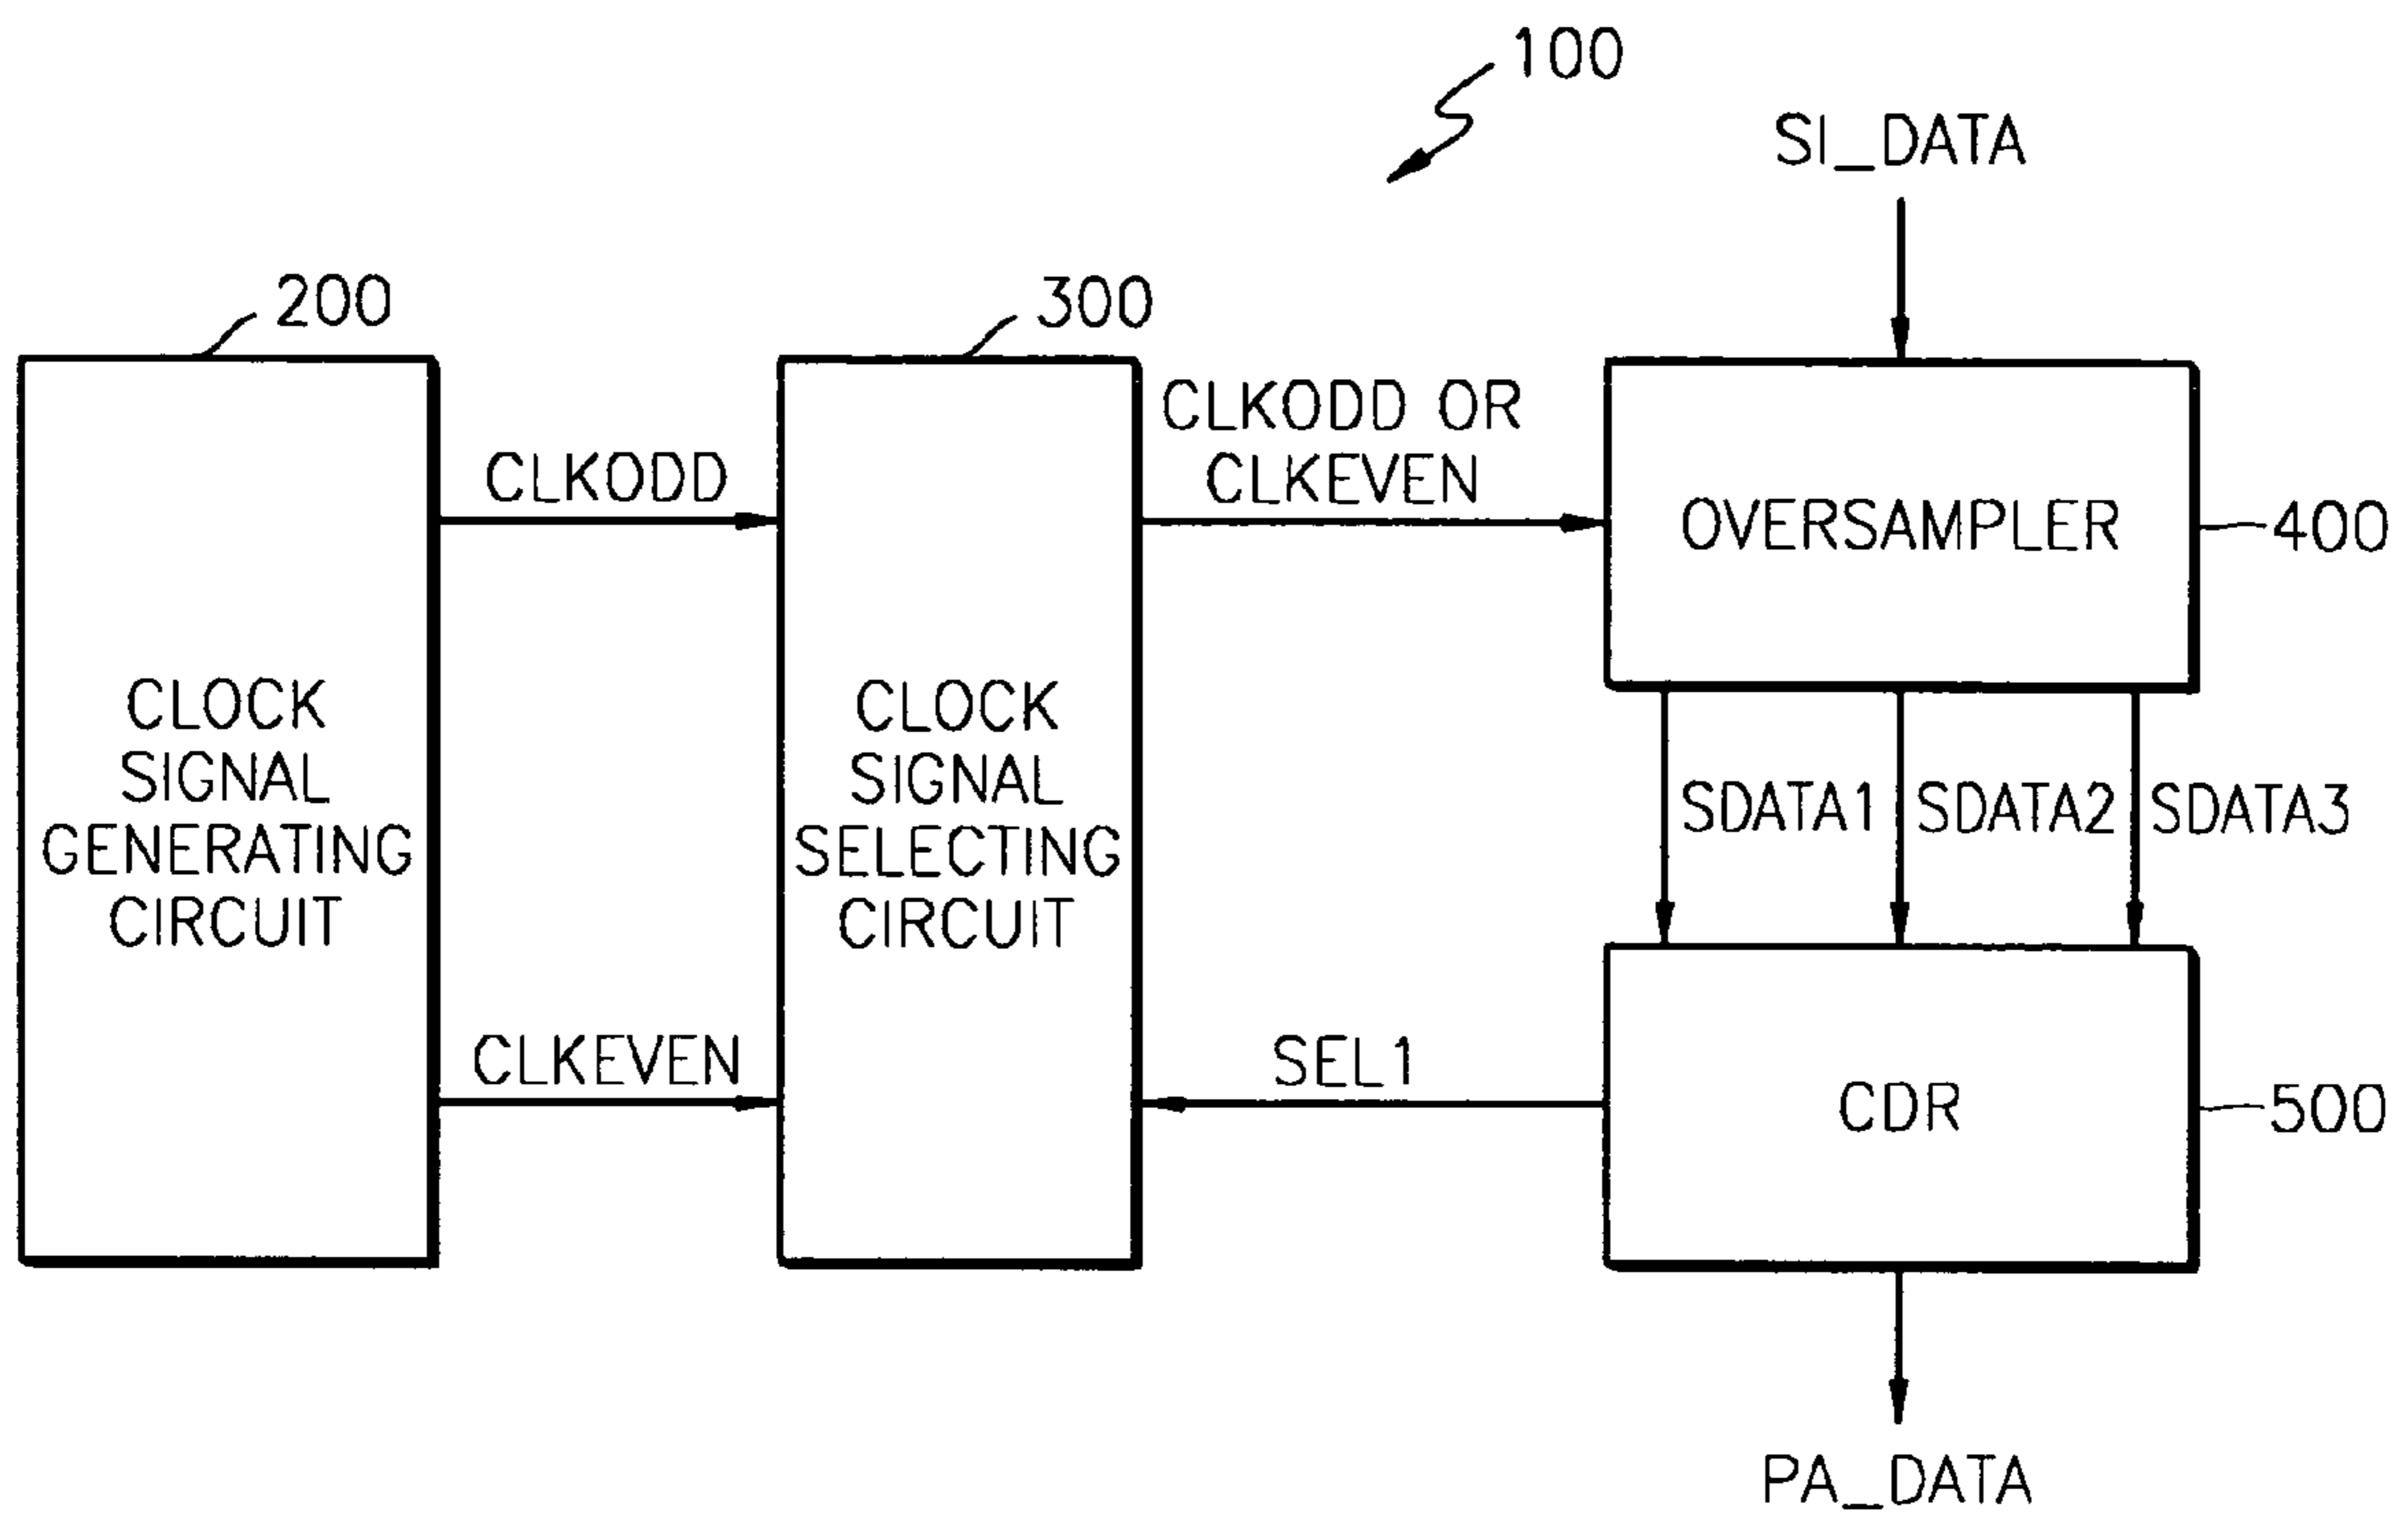 100
SI_DATA
200
300
CLKODD OR
CLKEVEN
CLKODD
OVERSAMPLER
400
CLOCK
SIGNAL
GENERATING
CIRCUIT
CLOCK
SIGNAL
SELECTING
CIRCUIT
SDATA1
SDATA2
SDATA3
CLKEVEN
SEL1
CDR
500
PA_DATA